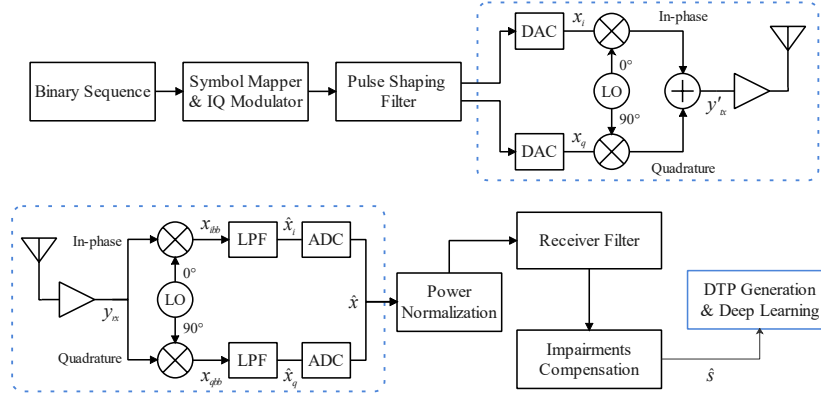 Binary Sequence
Symbol Mapper
& IQ Modulator
Pulse Shaping
Filter
DAC
x_i
In-phase
0°
LO
90°
DAC
x_q
Quadrature
y'_tx
In-phase
y_rx
Quadrature
0°
LO
90°
x_ibb
LPF
x̂_i
ADC
x_qbb
LPF
x̂_q
ADC
x̂
Power
Normalization
Receiver Filter
Impairments
Compensation
ŝ
DTP Generation
& Deep Learning